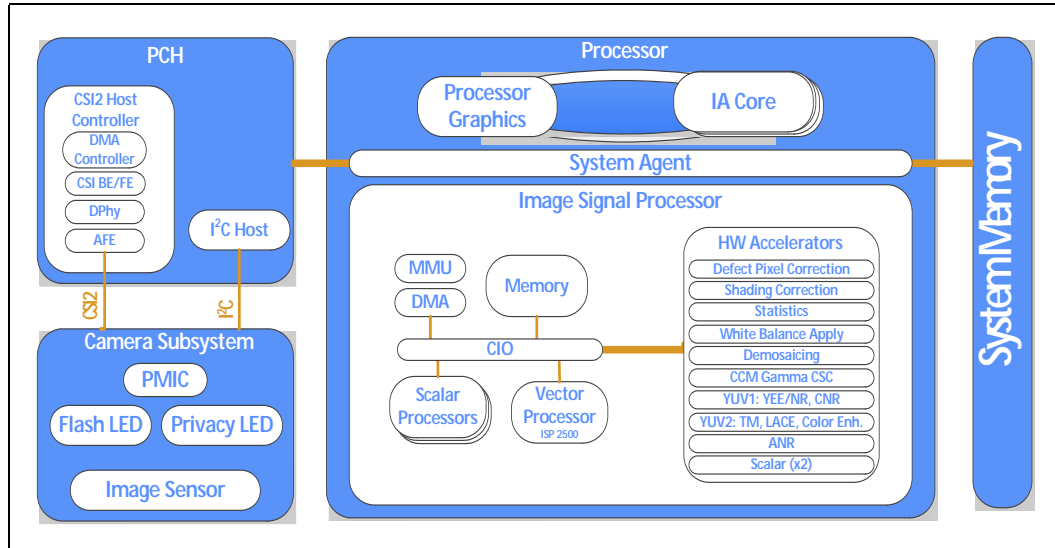 PCH
CSI2 Host
Controller
DMA
Controller
CSI BE/FE
DPhy
AFE
I²C Host
CSI2
I²C
Camera Subsystem
PMIC
Flash LED
Privacy LED
Image Sensor
Processor
Processor
Graphics
IA Core
System Agent
Image Signal Processor
MMU
DMA
Memory
CIO
Scalar
Processors
Vector
Processor
ISP 2500
HW Accelerators
Defect Pixel Correction
Shading Correction
Statistics
White Balance Apply
Demosaicing
CCM Gamma CSC
YUV1: YEE/NR, CNR
YUV2: TM, LACE, Color Enh.
ANR
Scalar (x2)
System Memory